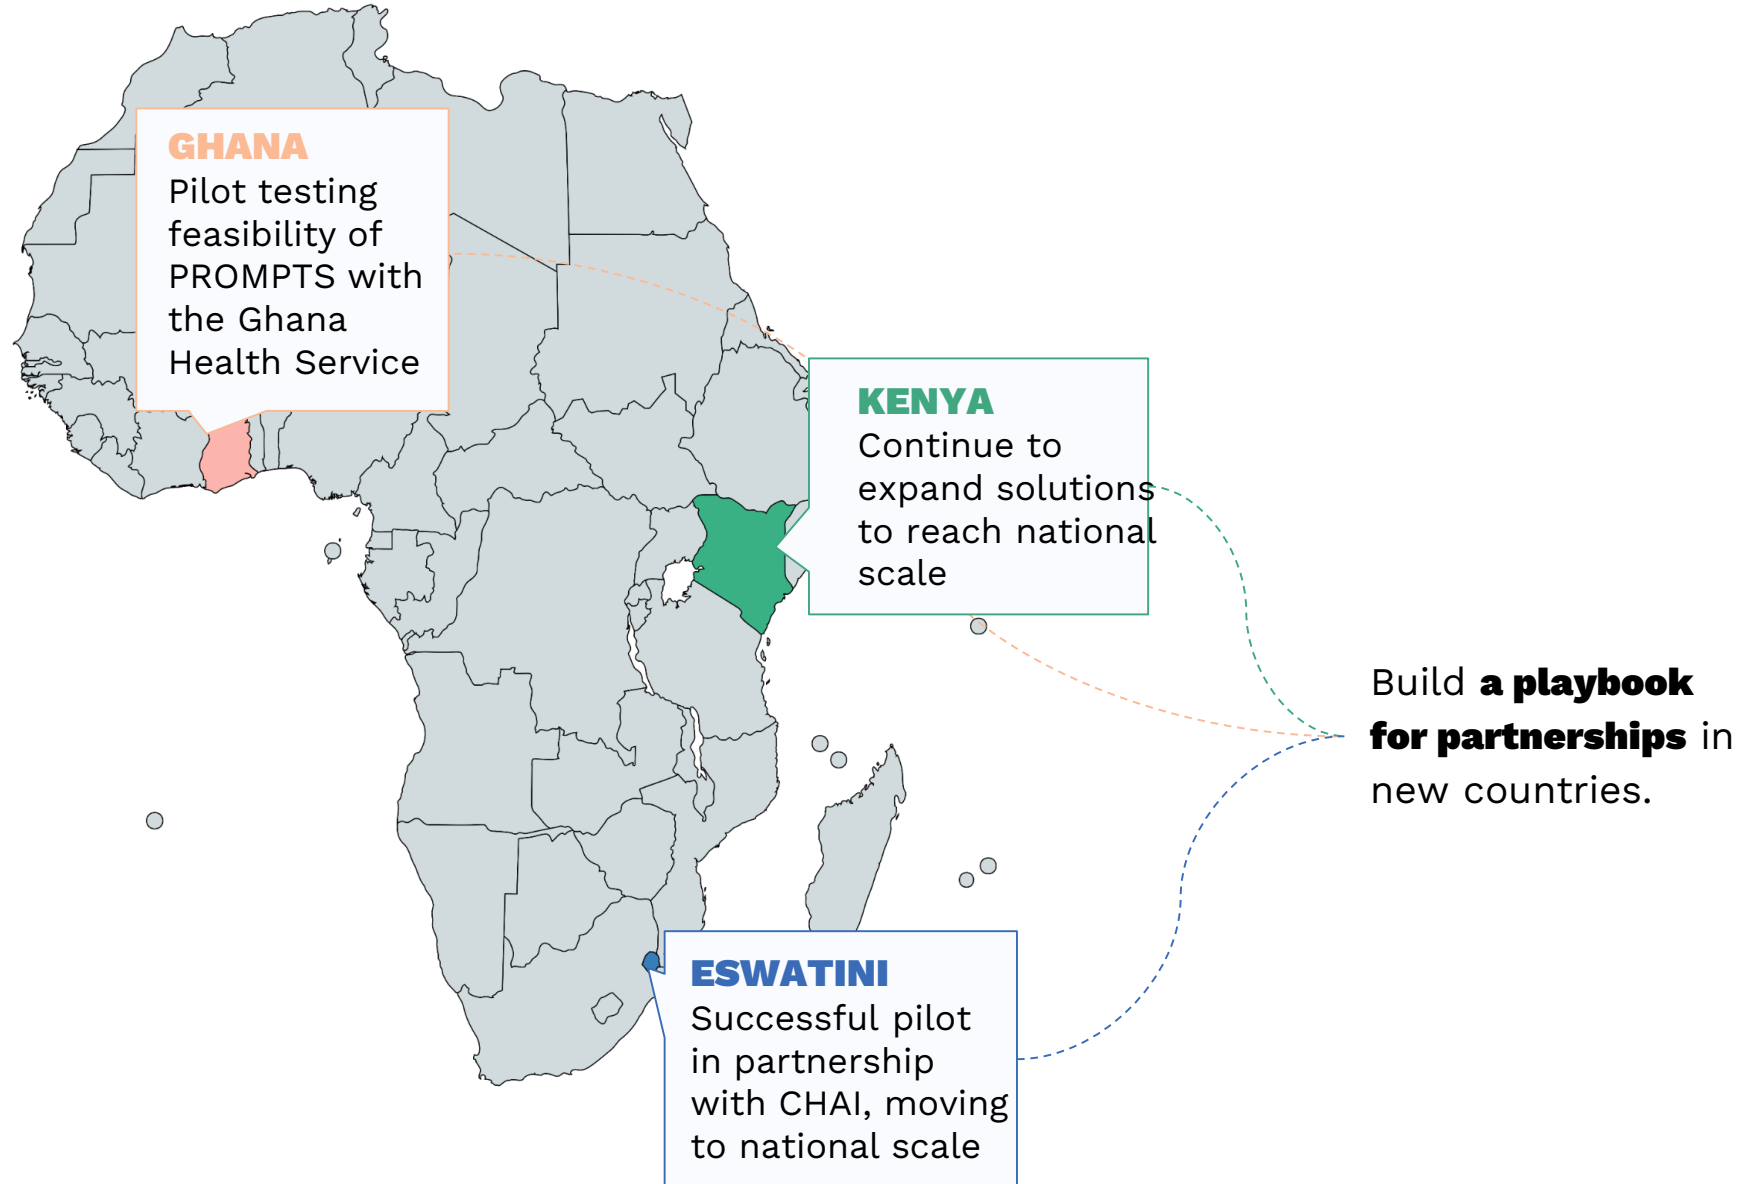 GHANA
Pilot testing
feasibility of
PROMPTS with
the Ghana
Health Service
KENYA
Continue to
expand solutions
to reach national
scale
Build a playbook
for partnerships in
new countries.
ESWATINI
Successful pilot
in partnership
with CHAI, moving
to national scale